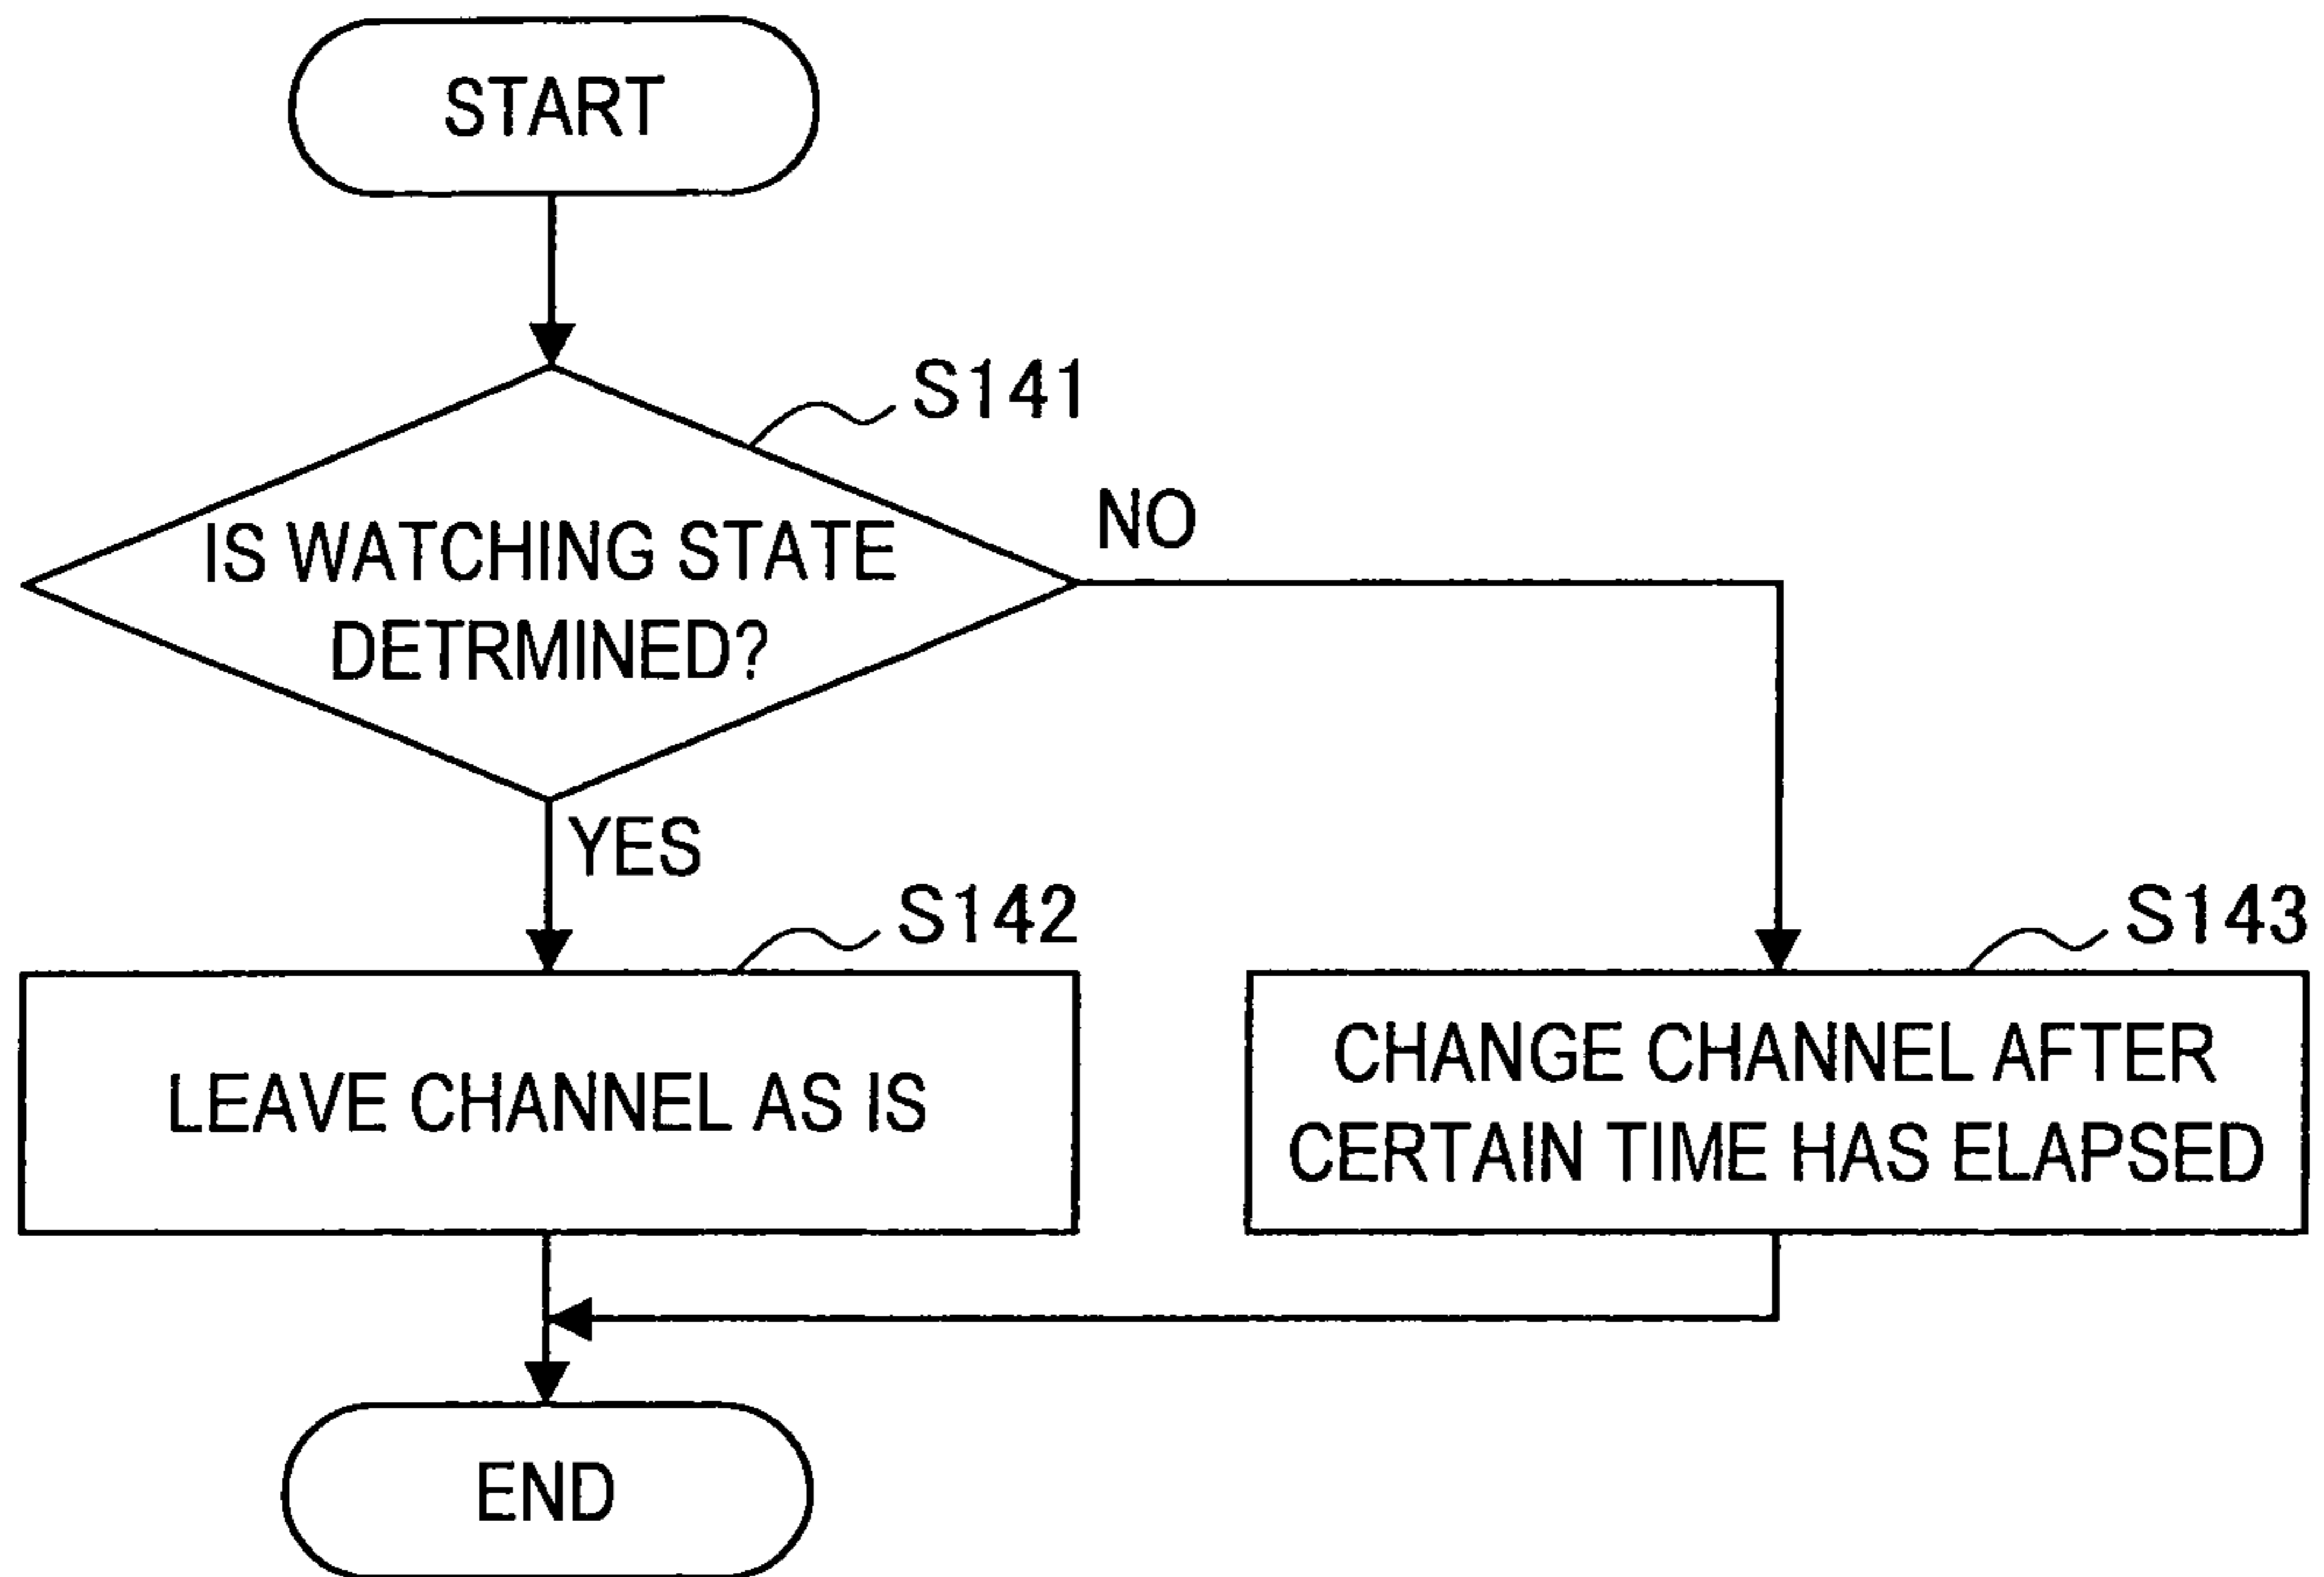 START
S141
IS WATCHING STATE
DETRMINED?
NO
YES
S142
LEAVE CHANNEL AS IS
S143
CHANGE CHANNEL AFTER
CERTAIN TIME HAS ELAPSED
END